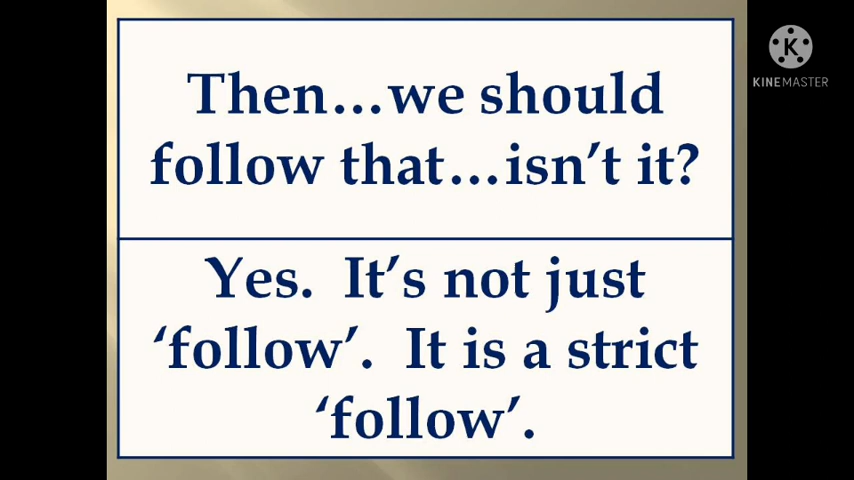 Then...we should
follow that...isn't it?
Yes.  It's not just
‘follow’.  It is a strict
‘follow’.
K
KINEMASTER